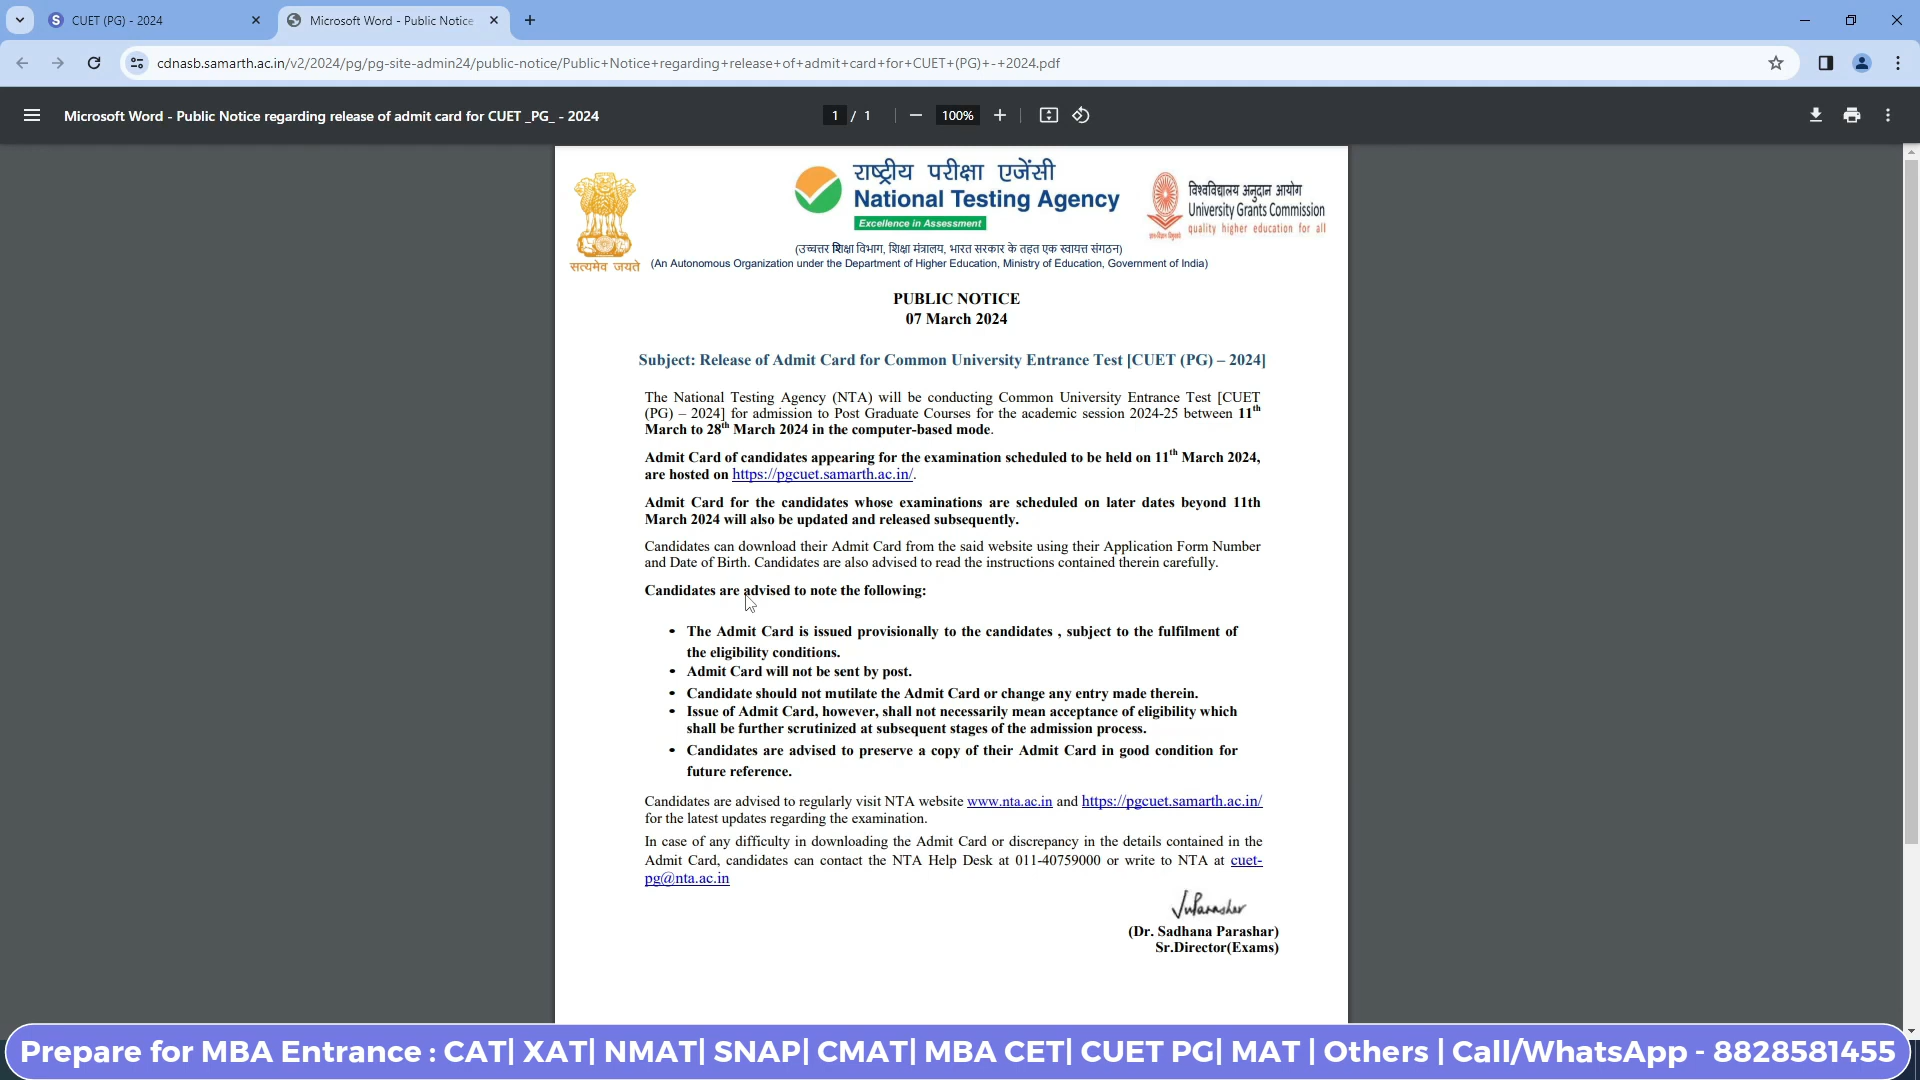 CUET (PG) - 2024
Microsoft Word - Public Notice
cdnasb.samarth.ac.in/v2/2024/pg/pg-site-admin24/public-notice/Public+Notice+regarding+release+of+admit+card+for+CUET+(PG)+-+2024.pdf
Microsoft Word - Public Notice regarding release of admit card for CUET _PG_ - 2024
1 / 1
100%
राष्ट्रीय परीक्षा एजेंसी
National Testing Agency
Excellence in Assessment
विश्वविद्यालय अनुदान आयोग
University Grants Commission
quality higher education for all
ज्ञान-विज्ञान विमुक्तये
सत्यमेव जयते
(उच्चत्तर शिक्षा विभाग, शिक्षा मंत्रालय, भारत सरकार के तहत एक स्वायत्त संगठन)
(An Autonomous Organization under the Department of Higher Education, Ministry of Education, Government of India)
PUBLIC NOTICE
07 March 2024
Subject: Release of Admit Card for Common University Entrance Test [CUET (PG) – 2024]
The National Testing Agency (NTA) will be conducting Common University Entrance Test [CUET
(PG) – 2024] for admission to Post Graduate Courses for the academic session 2024-25 between 11th
March to 28th March 2024 in the computer-based mode.
Admit Card of candidates appearing for the examination scheduled to be held on 11th March 2024,
are hosted on https://pgcuet.samarth.ac.in/.
Admit Card for the candidates whose examinations are scheduled on later dates beyond 11th
March 2024 will also be updated and released subsequently.
Candidates can download their Admit Card from the said website using their Application Form Number
and Date of Birth. Candidates are also advised to read the instructions contained therein carefully.
Candidates are advised to note the following:
• The Admit Card is issued provisionally to the candidates , subject to the fulfilment of
the eligibility conditions.
• Admit Card will not be sent by post.
• Candidate should not mutilate the Admit Card or change any entry made therein.
• Issue of Admit Card, however, shall not necessarily mean acceptance of eligibility which
shall be further scrutinized at subsequent stages of the admission process.
• Candidates are advised to preserve a copy of their Admit Card in good condition for
future reference.
Candidates are advised to regularly visit NTA website www.nta.ac.in and https://pgcuet.samarth.ac.in/
for the latest updates regarding the examination.
In case of any difficulty in downloading the Admit Card or discrepancy in the details contained in the
Admit Card, candidates can contact the NTA Help Desk at 011-40759000 or write to NTA at cuet-
pg@nta.ac.in
(Dr. Sadhana Parashar)
Sr.Director(Exams)
Prepare for MBA Entrance : CAT| XAT| NMAT| SNAP| CMAT| MBA CET| CUET PG| MAT | Others | Call/WhatsApp - 8828581455